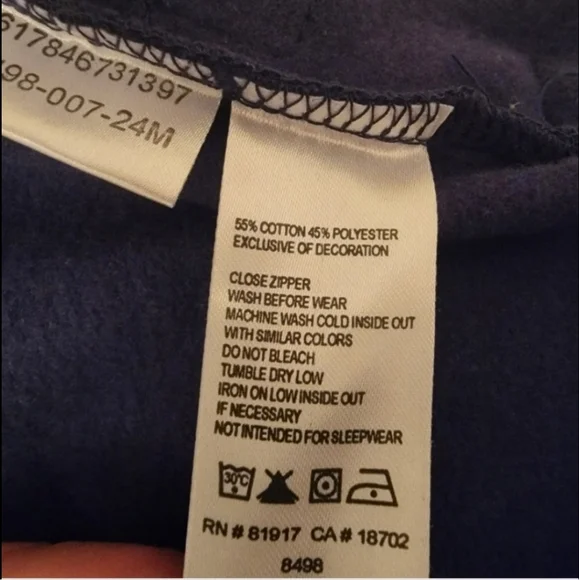 617846731397
98-007-24M
55% COTTON 45% POLYESTER
EXCLUSIVE OF DECORATION
CLOSE ZIPPER
WASH BEFORE WEAR
MACHINE WASH COLD INSIDE OUT
WITH SIMILAR COLORS
DO NOT BLEACH
TUMBLE DRY LOW
IRON ON LOW INSIDE OUT
IF NECESSARY
NOT INTENDED FOR SLEEPWEAR
30°C
RN # 81917 CA # 18702
8498